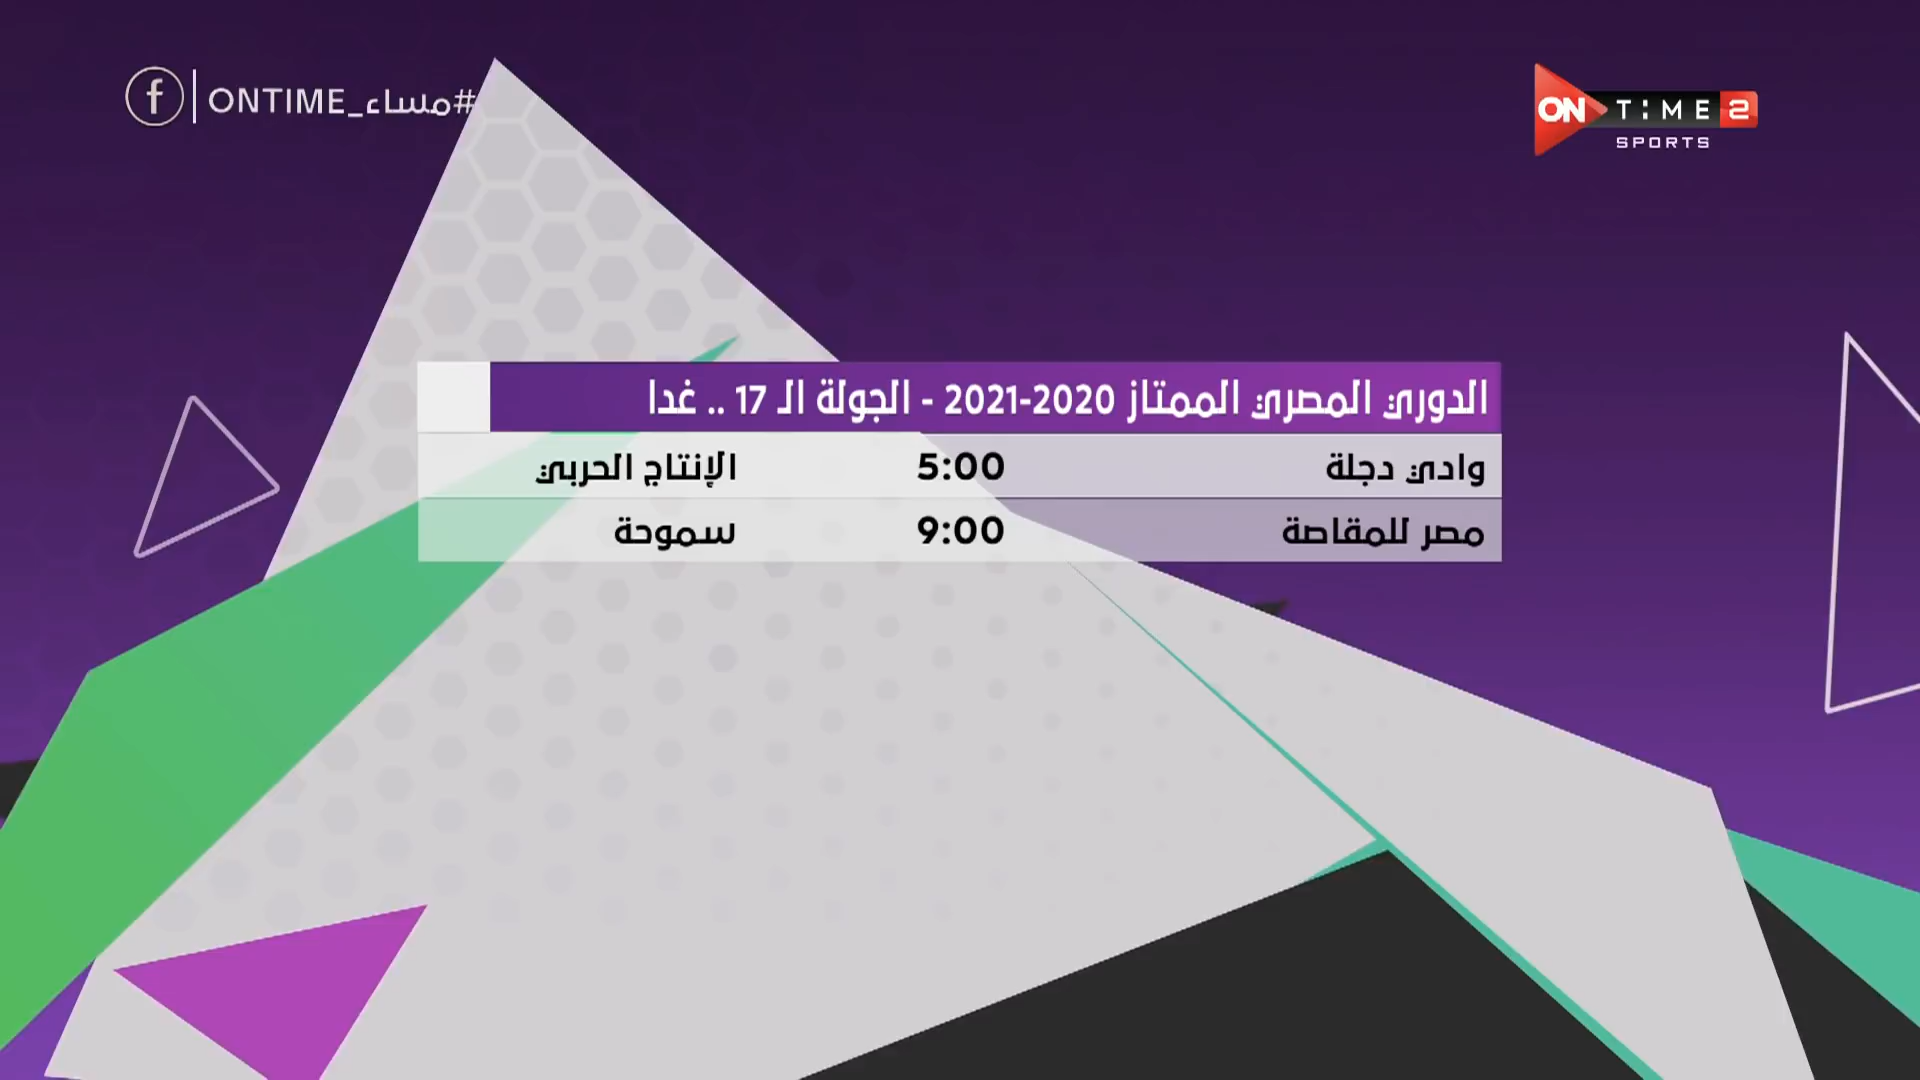 #مساء_ONTIME
ON TIME 2
SPORTS
الدوري المصري الممتاز 2020-2021 - الجولة الـ 17 .. غدا
وادي دجلة 5:00 الإنتاج الحربي
مصر للمقاصة 9:00 سموحة